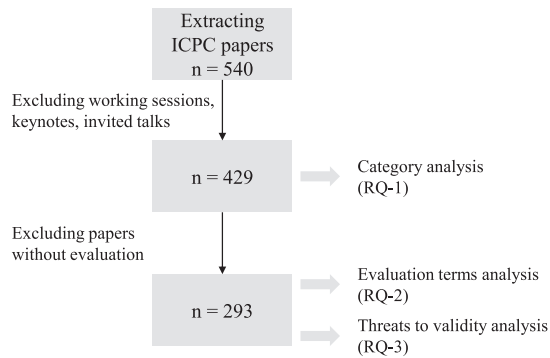 Extracting
ICPC papers
n = 540
Excluding working sessions,
keynotes, invited talks
n = 429
Category analysis
(RQ-1)
Excluding papers
without evaluation
n = 293
Evaluation terms analysis
(RQ-2)
Threats to validity analysis
(RQ-3)